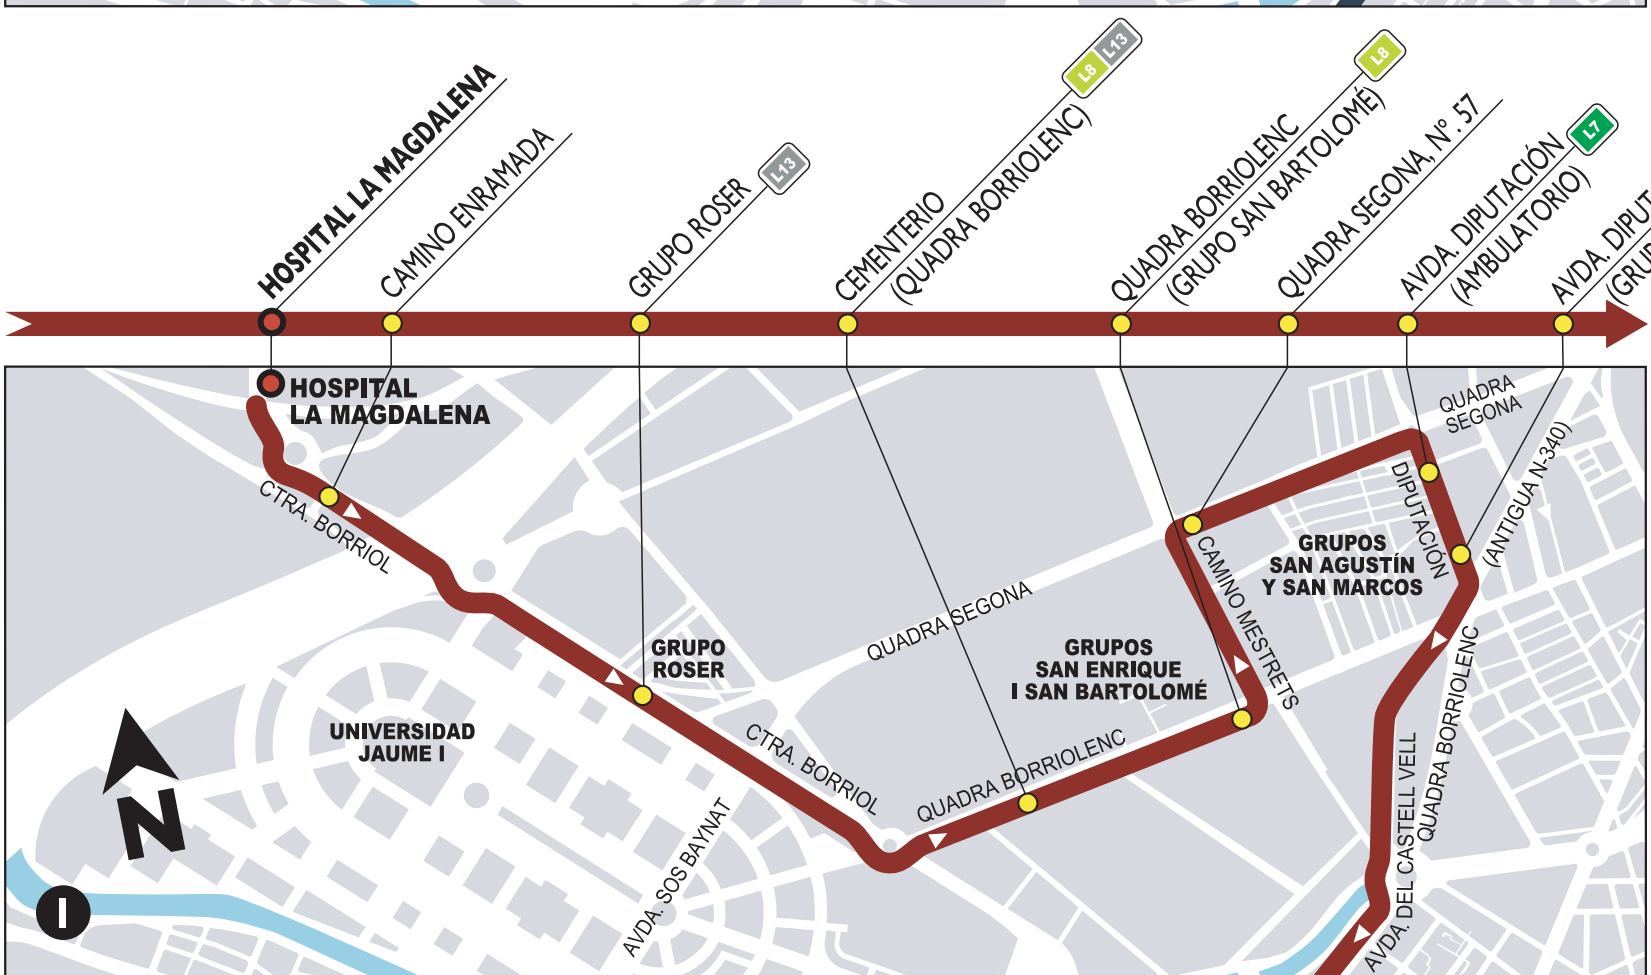 HOSPITAL LA MAGDALENA
CAMINO ENRAMADA
GRUPO ROSER
L13
CEMENTERIO
(QUADRA BORRIOLENC)
L8 L13
QUADRA BORRIOLENC
(GRUPO SAN BARTOLOMÉ)
L8
QUADRA SEGONA, Nº. 57
AVDA. DIPUTACIÓN
(AMBULATORIO)
L7
AVDA. DIPUT
(GRUP
HOSPITAL
LA MAGDALENA
CTRA. BORRIOL
GRUPO
ROSER
UNIVERSIDAD
JAUME I
CTRA. BORRIOL
AVDA. SOS BAYNAT
QUADRA SEGONA
QUADRA BORRIOLENC
GRUPOS
SAN ENRIQUE
I SAN BARTOLOMÉ
CAMINO MESTRETS
GRUPOS
SAN AGUSTÍN
Y SAN MARCOS
QUADRA
SEGONA
DIPUTACIÓN
(ANTIGUA N-340)
QUADRA BORRIOLENC
AVDA. DEL CASTELL VELL
N
I